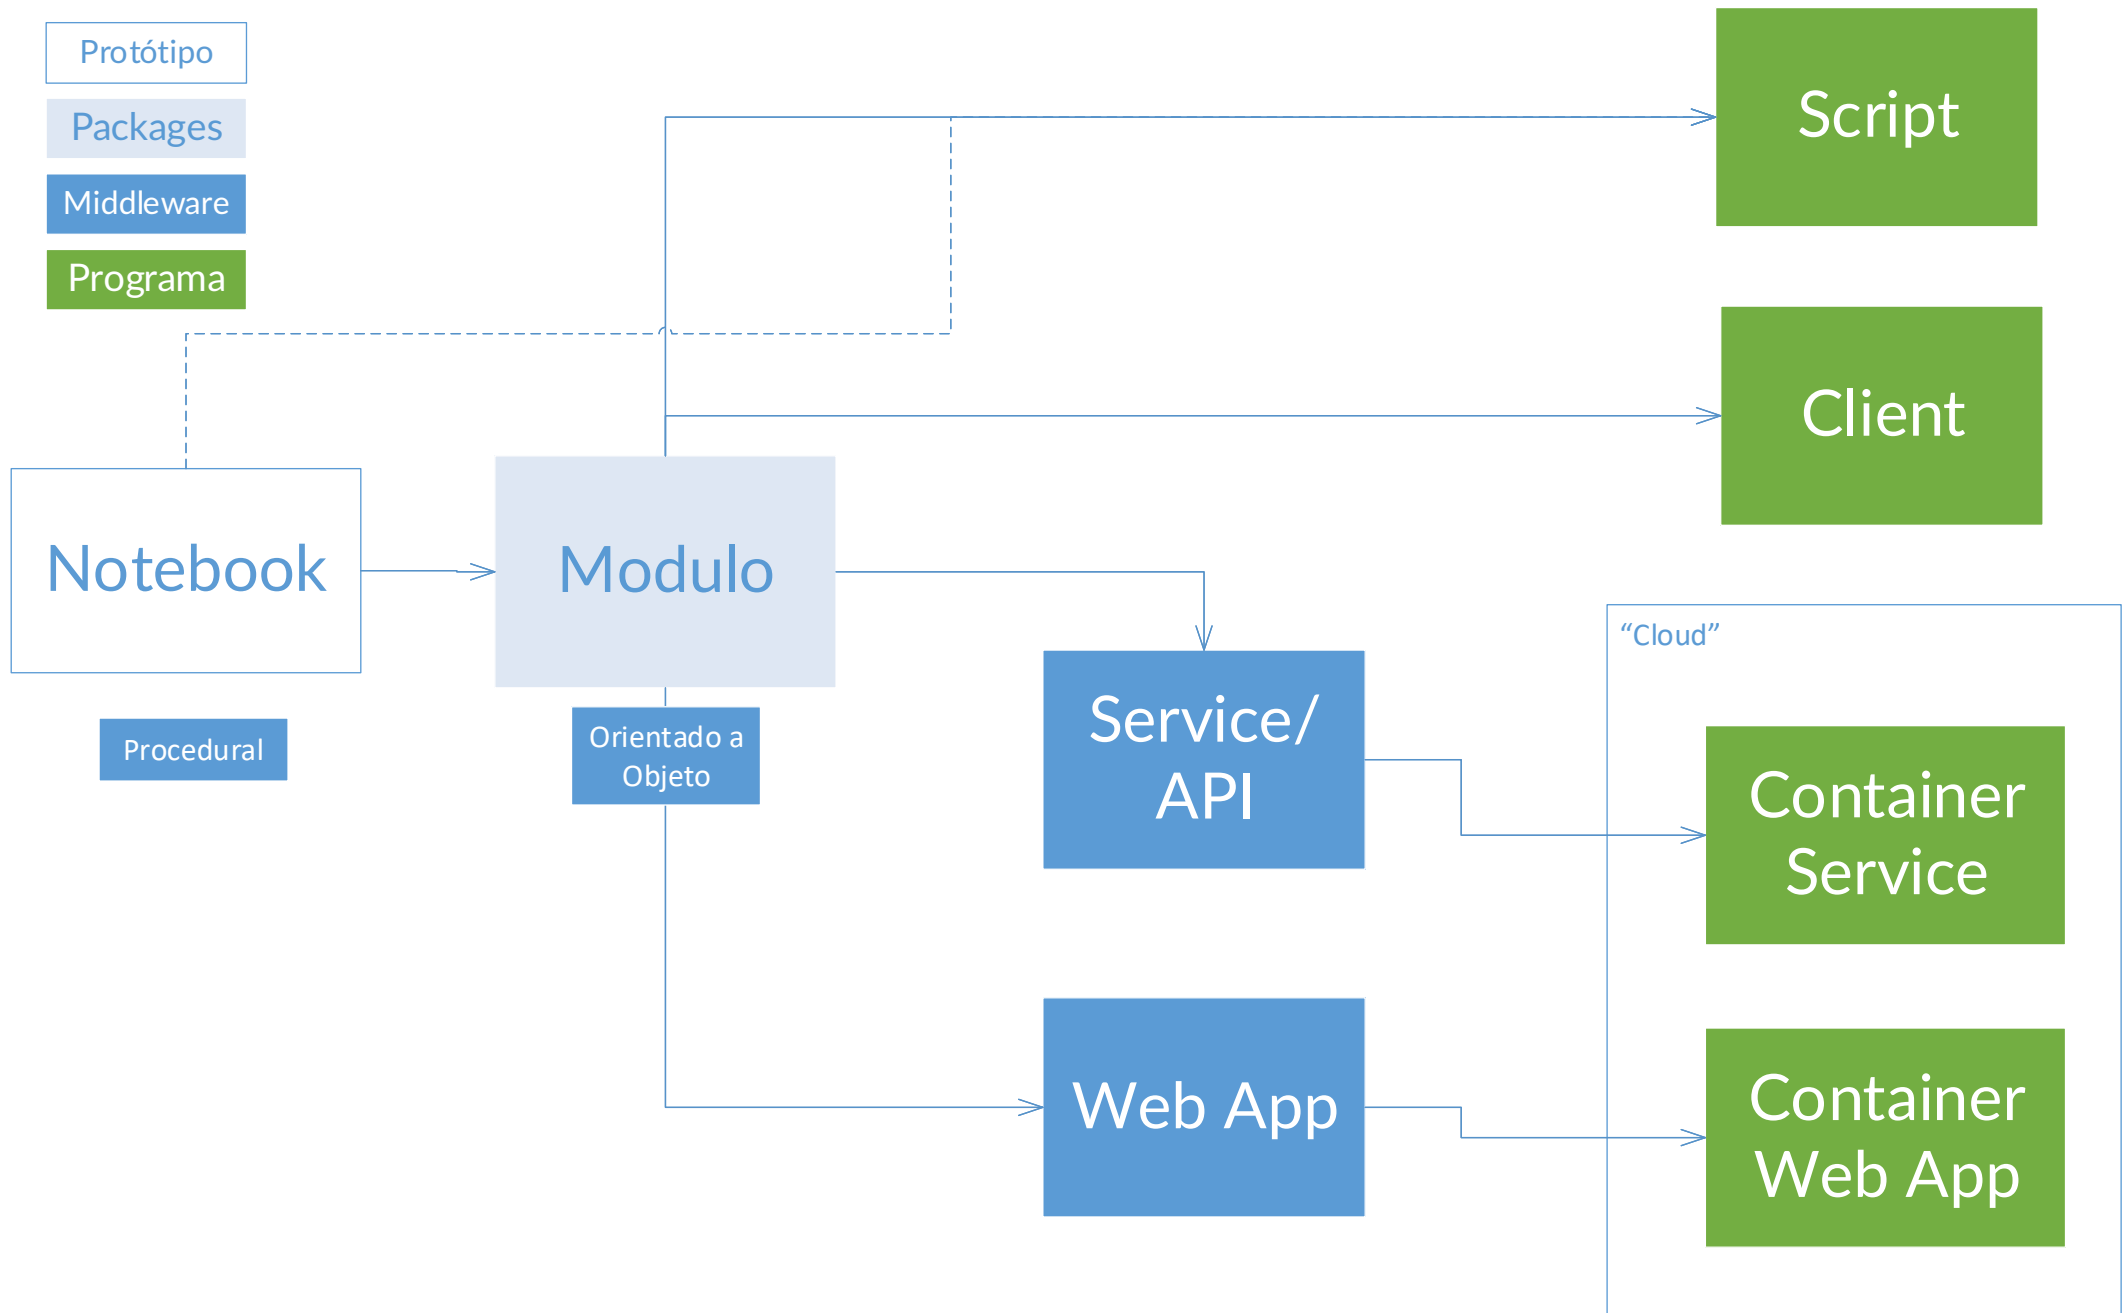 Protótipo
Packages
Middleware
Programa
Script
Client
Notebook
Modulo
Procedural
Orientado a
Objeto
Service/
API
Web App
“Cloud”
Container
Service
Container
Web App